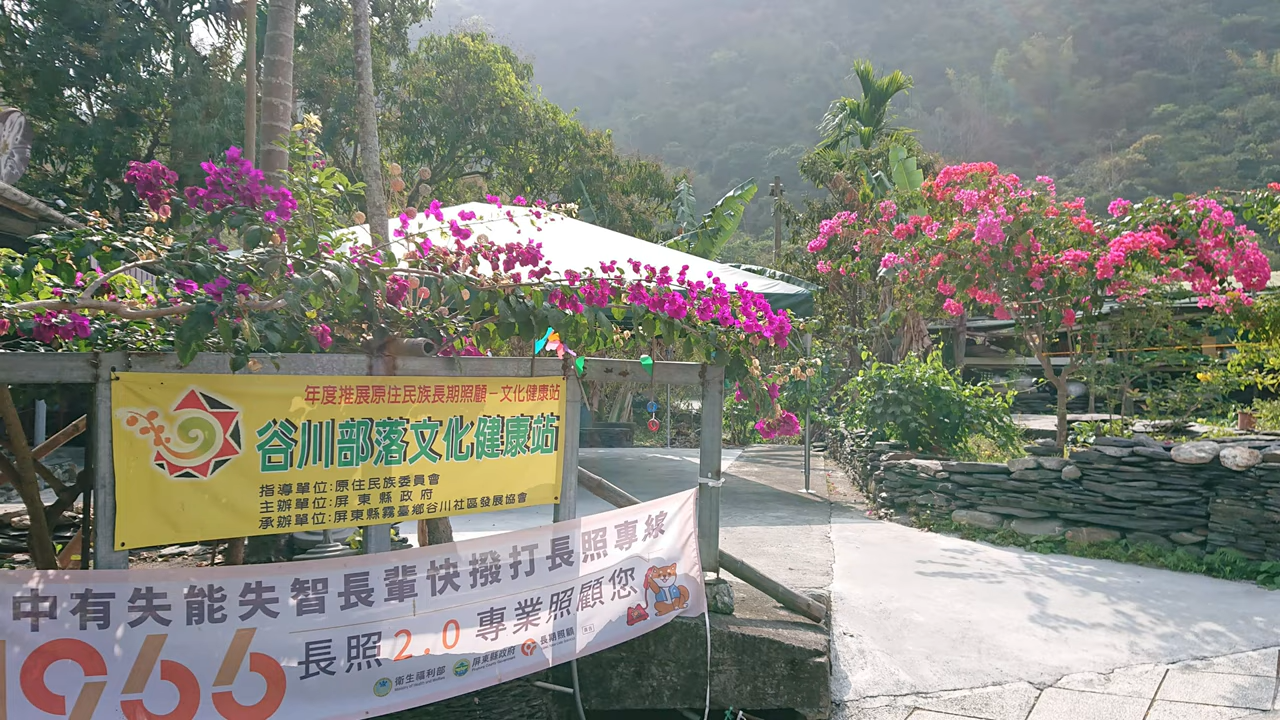 年度推展原住民族長期照顧－文化健康站
谷川部落文化健康站
指導單位:原住民族委員會
主辦單位:屏東縣政府
承辦單位:屏東縣霧臺鄉谷川社區發展協會
中有失能失智長輩快撥打長照專線
1966
長照2.0專業照顧您
衛生福利部
屏東縣政府
長期照顧